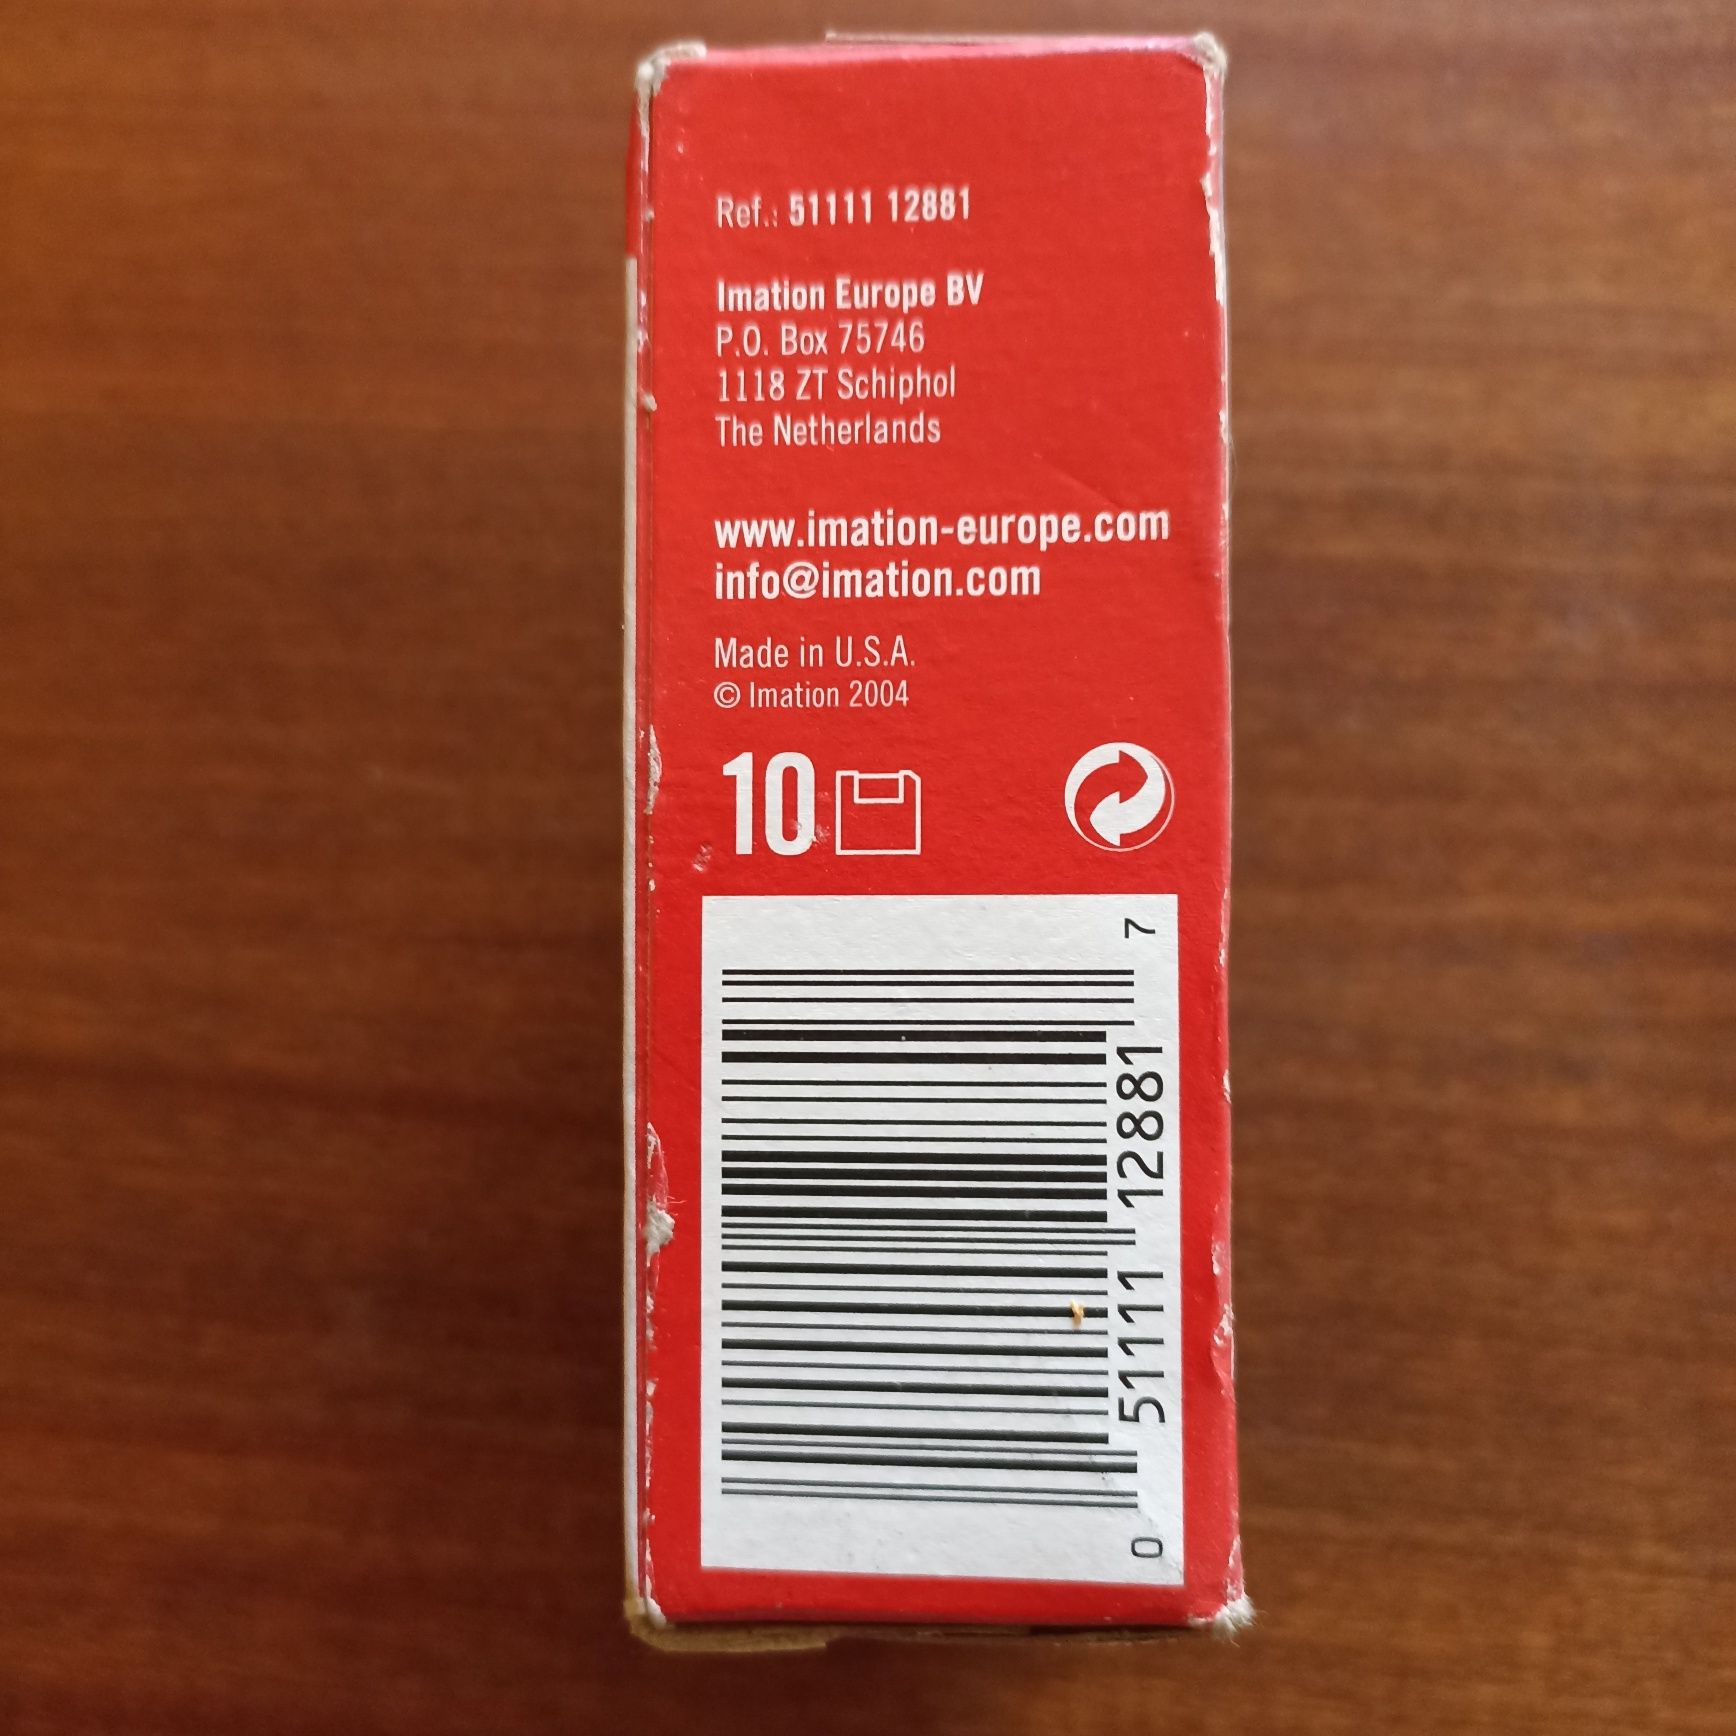 Ref.: 51111 12881
Imation Europe BV
P.O. Box 75746
1118 ZT Schiphol
The Netherlands
www.imation-europe.com
info@imation.com
Made in U.S.A.
© Imation 2004
10
0 51111 12881 7